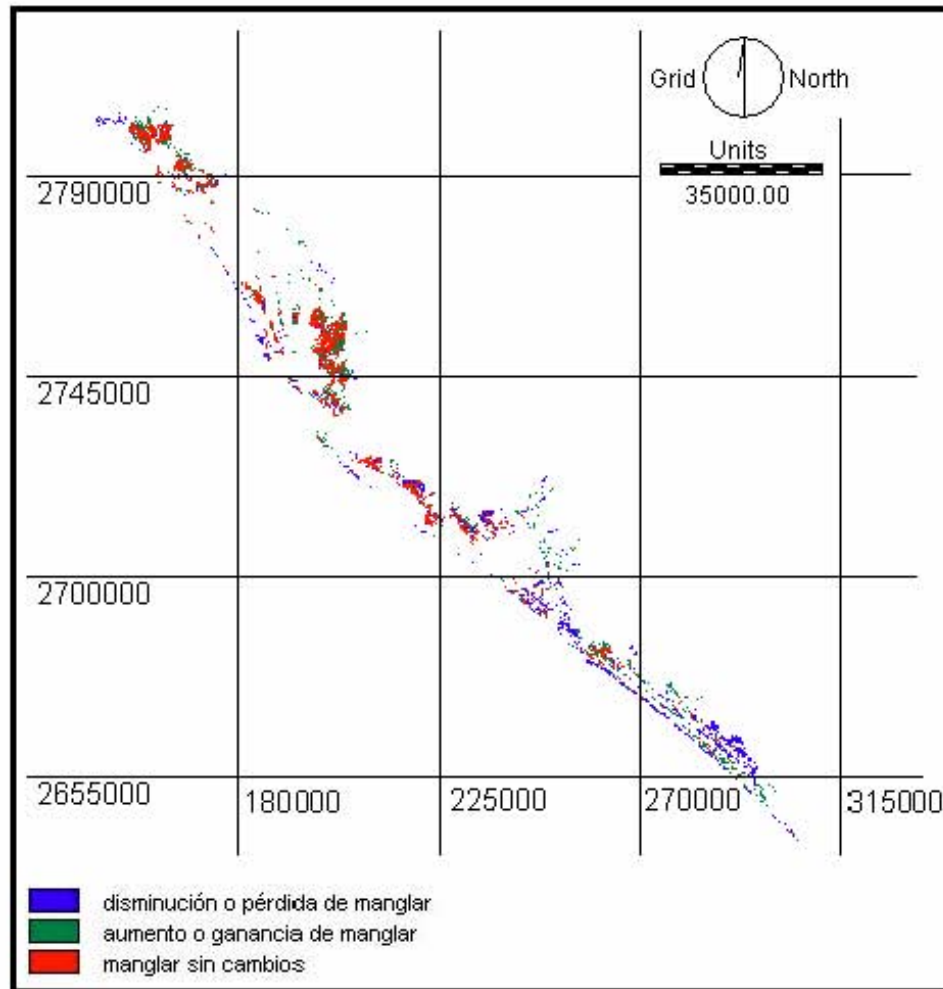 Grid North
Units
35000.00
2790000
2745000
2700000
2655000
180000 225000 270000 315000
disminución o pérdida de manglar
aumento o ganancia de manglar
manglar sin cambios